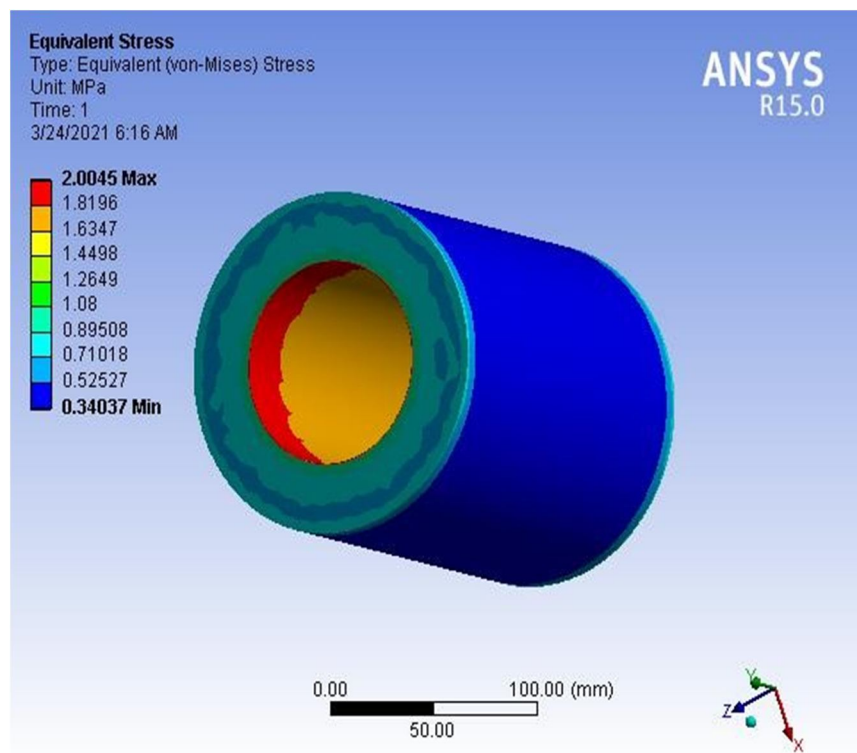 Equivalent Stress
Type: Equivalent (von-Mises) Stress
Unit: MPa
Time: 1
3/24/2021 6:16 AM
ANSYS
R15.0
2.0045 Max
1.8196
1.6347
1.4498
1.2649
1.08
0.89508
0.71018
0.52527
0.34037 Min
0.00
100.00 (mm)
50.00
Y
Z
X